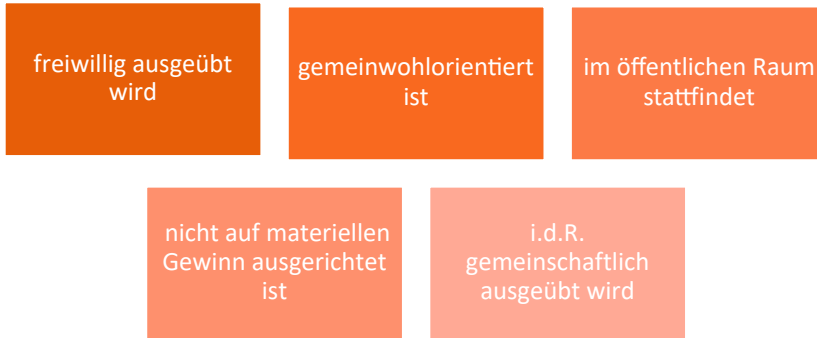 freiwillig ausgeübt
wird
gemeinwohlorientiert
ist
im öffentlichen Raum
stattfindet
nicht auf materiellen
Gewinn ausgerichtet
ist
i.d.R.
gemeinschaftlich
ausgeübt wird